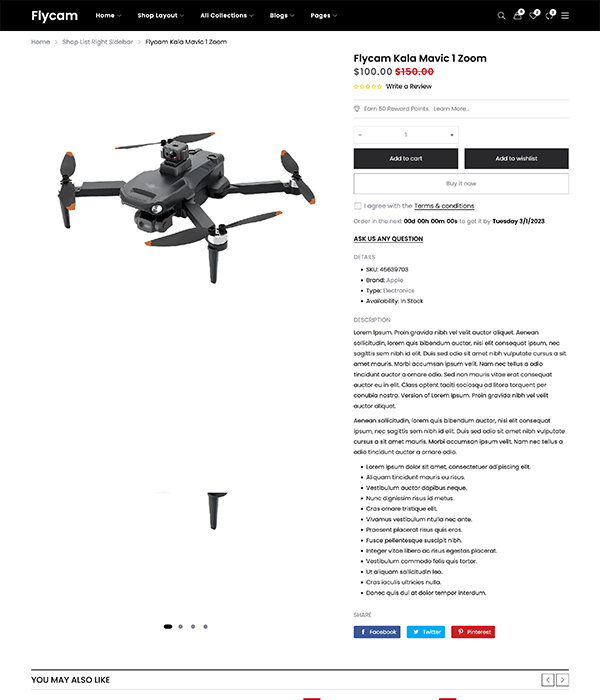 Flycam
Home Shop Layout All Collections Blogs Pages
Home > Shop List Right Sidebar > Flycam Kala Mavic 1 Zoom
Flycam Kala Mavic 1 Zoom
$100.00 $150.00
Write a Review
Earn 50 Reward Points. Learn More...
- 1 +
Add to cart Add to wishlist
Buy it now
I agree with the Terms & conditions
Order in the next 00d 00h 00m 00s to get it by Tuesday 3/1/2023
ASK US ANY QUESTION
DETAILS
SKU: 45639703
Brand: Apple
Type: Electronics
Availability: In Stock
DESCRIPTION
Lorem Ipsum. Proin gravida nibh vel velit auctor aliquet. Aenean
sollicitudin, lorem quis bibendum auctor, nisi elit consequat ipsum, nec
sagittis sem nibh id elit. Duis sed odio sit amet nibh vulputate cursus a sit
amet mauris. Morbi accumsan ipsum velit. Nam nec tellus a odio
tincidunt auctor a ornare odio. Sed non mauris vitae erat consequat
auctor eu in elit. Class aptent taciti sociosqu ad litora torquent per
conubia nostra. Version of Lorem Ipsum. Proin gravida nibh vel velit
auctor aliquet.
Aenean sollicitudin, lorem quis bibendum auctor, nisi elit consequat
ipsum, nec sagittis sem nibh id elit. Duis sed odio sit amet nibh vulputate
cursus a sit amet mauris. Morbi accumsan ipsum velit. Nam nec tellus a
odio tincidunt auctor a ornare odio.
Lorem ipsum dolor sit amet, consectetuer adipiscing elit.
Aliquam tincidunt mauris eu risus.
Vestibulum auctor dapibus neque.
Nunc dignissim risus id metus.
Cras ornare tristique elit.
Vivamus vestibulum ntulla nec ante.
Praesent placerat risus quis eros.
Fusce pellentesque suscipit nibh.
Integer vitae libero ac risus egestas placerat.
Vestibulum commodo felis quis tortor.
Ut aliquam sollicitudin leo.
Cras iaculis ultricies nulla.
Donec quis dui at dolor tempor interdum.
SHARE
Facebook Twitter Pinterest
YOU MAY ALSO LIKE